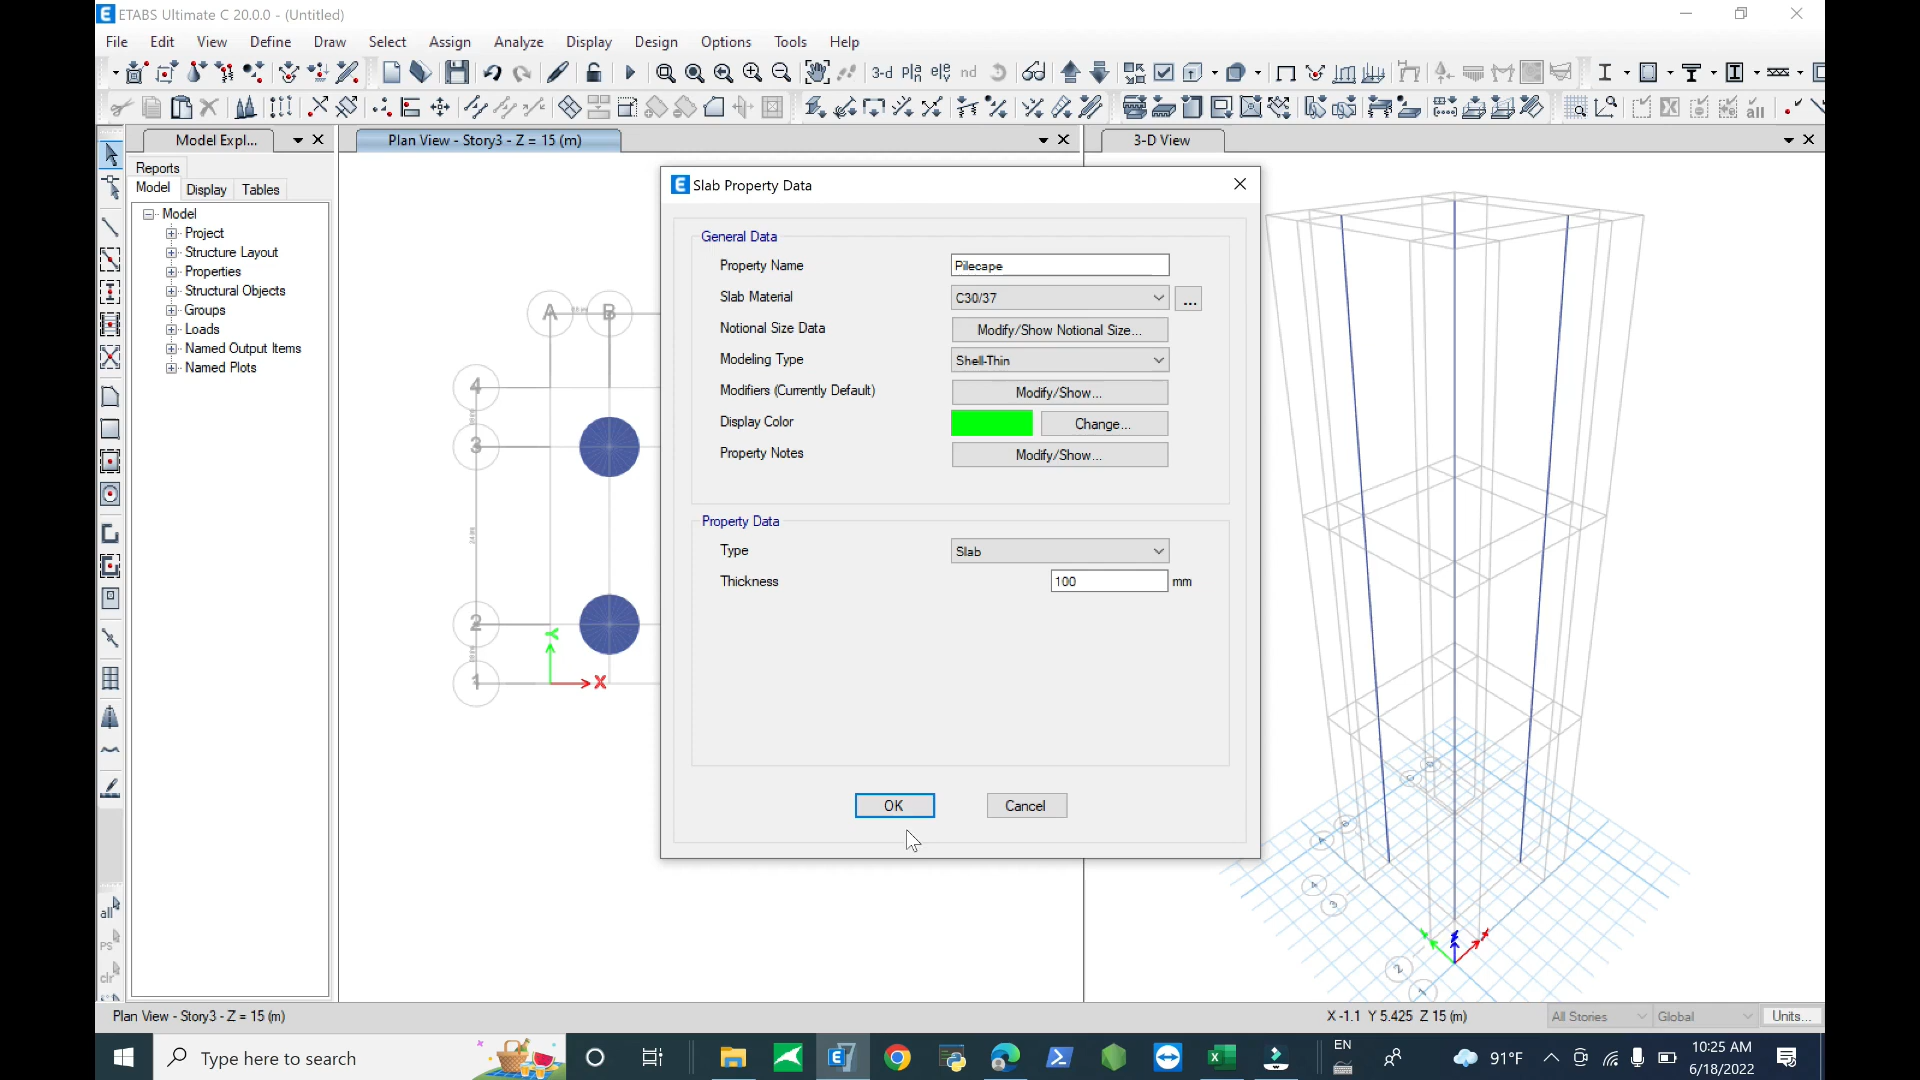 ETABS Ultimate C 20.0.0 - (Untitled)
File Edit View Define Draw Select Assign Analyze Display Design Options Tools Help
3-d
nd
all
Model Expl...
Plan View - Story3 - Z = 15 (m)
3-D View
Reports
Model Display Tables
Model
Project
Structure Layout
Properties
Structural Objects
Groups
Loads
Named Output Items
Named Plots
A B
4
3
2
1
Y
X
Slab Property Data
General Data
Property Name Pilecape
Slab Material C30/37 ...
Notional Size Data Modify/Show Notional Size...
Modeling Type Shell-Thin
Modifiers (Currently Default) Modify/Show...
Display Color Change...
Property Notes Modify/Show...
Property Data
Type Slab
Thickness 100 mm
OK Cancel
all
PS
clr
Plan View - Story3 - Z = 15 (m)
X -1.1 Y 5.425 Z 15 (m)
All Stories Global Units...
Type here to search
EN
91°F
10:25 AM
6/18/2022